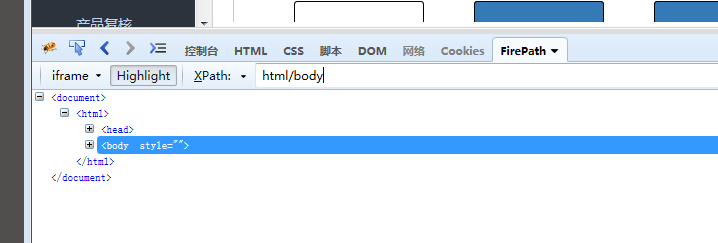 产品复核
控制台 HTML CSS 脚本 DOM 网络 Cookies FirePath
iframe Highlight XPath: html/body
<document>
<html>
<head>
<body style="">
</html>
</document>